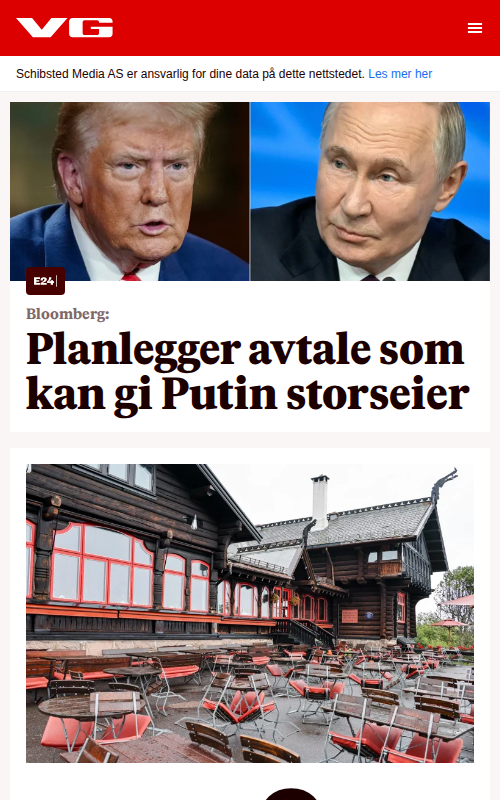 VG
Schibsted Media AS er ansvarlig for dine data på dette nettstedet. Les mer her
E24
Bloomberg:
Planlegger avtale som
kan gi Putin storseier